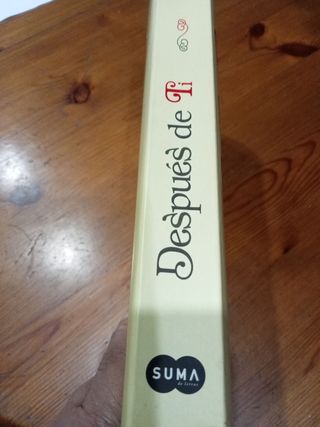 Después de Ti
SUMA
de letras